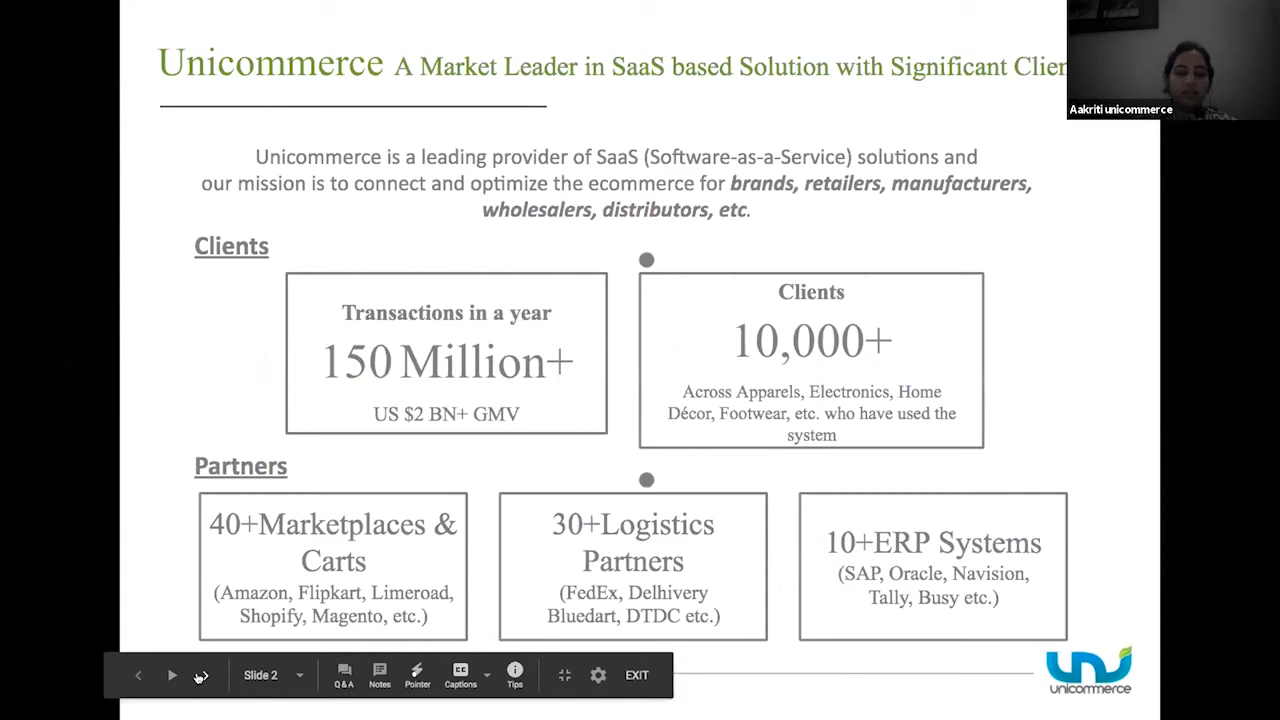 Unicommerce A Market Leader in SaaS based Solution with Significant Clien
Aakriti unicommerce
Unicommerce is a leading provider of SaaS (Software-as-a-Service) solutions and
our mission is to connect and optimize the ecommerce for brands, retailers, manufacturers,
wholesalers, distributors, etc.
Clients
Transactions in a year
150 Million+
US $2 BN+ GMV
Clients
10,000+
Across Apparels, Electronics, Home
Décor, Footwear, etc. who have used the
system
Partners
40+Marketplaces &
Carts
(Amazon, Flipkart, Limeroad,
Shopify, Magento, etc.)
30+Logistics
Partners
(FedEx, Delhivery
Bluedart, DTDC etc.)
10+ERP Systems
(SAP, Oracle, Navision,
Tally, Busy etc.)
Slide 2
Q & A
Notes
Pointer
CC
Captions
Tips
EXIT
unicommerce